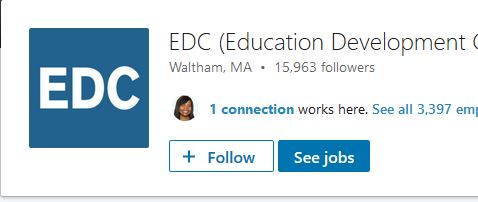 EDC
EDC (Education Development
Waltham, MA • 15,963 followers
1 connection works here. See all 3,397
+ Follow
See jobs